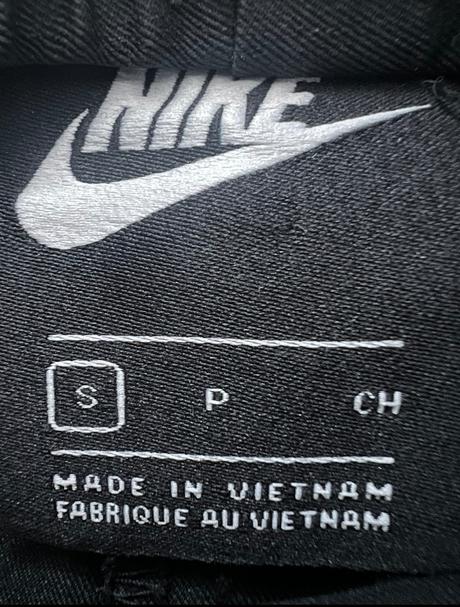 NIKE
S P CH
MADE IN VIETNAM
FABRIQUE AU VIETNAM